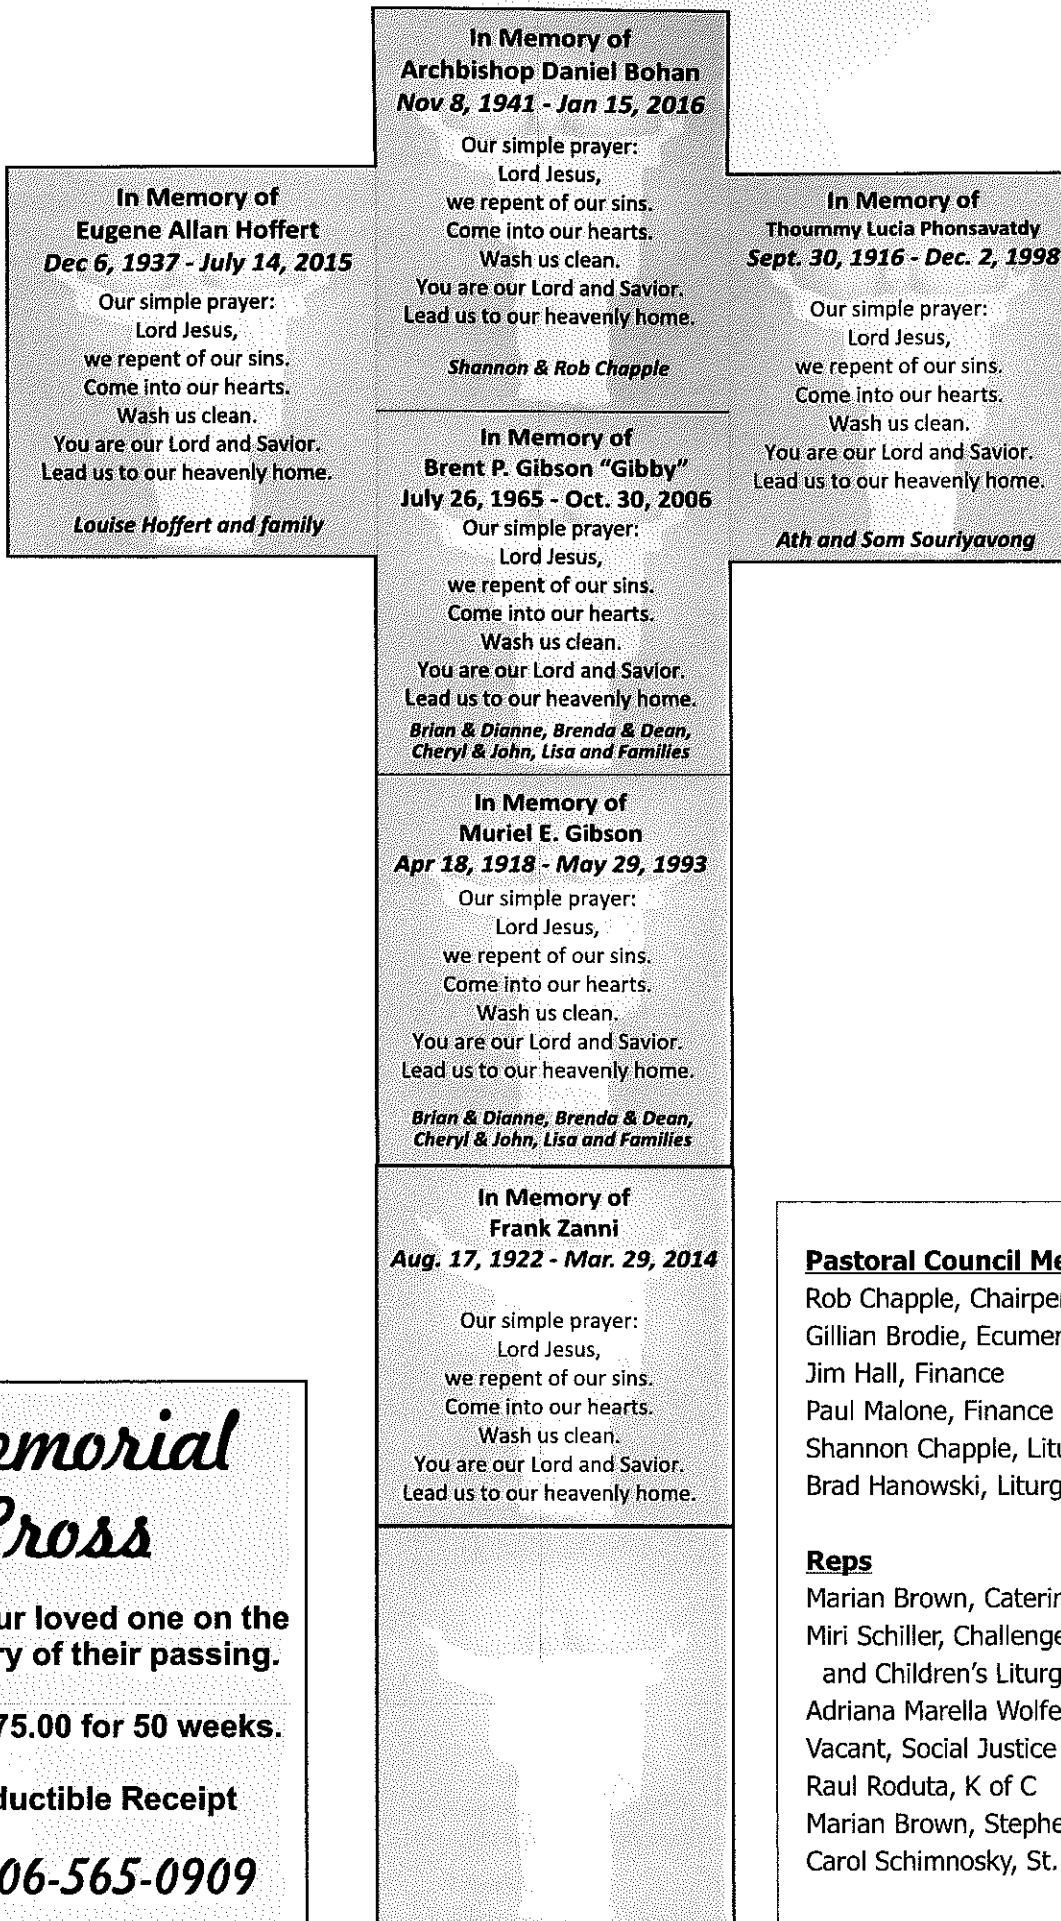 In Memory of
Archbishop Daniel Bohan
Nov 8, 1941 - Jan 15, 2016
Our simple prayer:
Lord Jesus,
we repent of our sins.
Come into our hearts.
Wash us clean.
You are our Lord and Savior.
Lead us to our heavenly home.
Shannon & Rob Chapple
In Memory of
Eugene Allan Hoffert
Dec 6, 1937 - July 14, 2015
Our simple prayer:
Lord Jesus,
we repent of our sins.
Come into our hearts.
Wash us clean.
You are our Lord and Savior.
Lead us to our heavenly home.
Louise Hoffert and family
In Memory of
Thoummy Lucia Phonsavatdy
Sept. 30, 1916 - Dec. 2, 1998
Our simple prayer:
Lord Jesus,
we repent of our sins.
Come into our hearts.
Wash us clean.
You are our Lord and Savior.
Lead us to our heavenly home.
Ath and Som Souriyavong
In Memory of
Brent P. Gibson "Gibby"
July 26, 1965 - Oct. 30, 2006
Our simple prayer:
Lord Jesus,
we repent of our sins.
Come into our hearts.
Wash us clean.
You are our Lord and Savior.
Lead us to our heavenly home.
Brian & Dianne, Brenda & Dean,
Cheryl & John, Lisa and Families
In Memory of
Muriel E. Gibson
Apr 18, 1918 - May 29, 1993
Our simple prayer:
Lord Jesus,
we repent of our sins.
Come into our hearts.
Wash us clean.
You are our Lord and Savior.
Lead us to our heavenly home.
Brian & Dianne, Brenda & Dean,
Cheryl & John, Lisa and Families
In Memory of
Frank Zanni
Aug. 17, 1922 - Mar. 29, 2014
Our simple prayer:
Lord Jesus,
we repent of our sins.
Come into our hearts.
Wash us clean.
You are our Lord and Savior.
Lead us to our heavenly home.
emorial
Cross
ur loved one on the
ry of their passing.
75.00 for 50 weeks.
ductible Receipt
06-565-0909
Pastoral Council Me
Rob Chapple, Chairper
Gillian Brodie, Ecumer
Jim Hall, Finance
Paul Malone, Finance
Shannon Chapple, Litu
Brad Hanowski, Liturg
Reps
Marian Brown, Caterin
Miri Schiller, Challenge
and Children's Liturg
Adriana Marella Wolfe
Vacant, Social Justice
Raul Roduta, K of C
Marian Brown, Stephe
Carol Schimnosky, St.